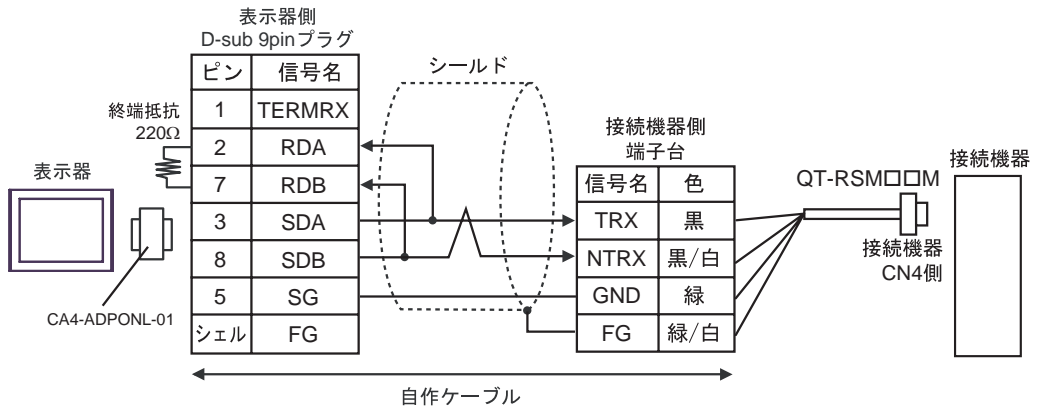 表示器側
D-sub 9pinプラグ
ピン 信号名
1 TERMRX
2 RDA
7 RDB
3 SDA
8 SDB
5 SG
シェル FG
終端抵抗
220Ω
表示器
CA4-ADPONL-01
シールド
接続機器側
端子台
信号名 色
TRX 黒
NTRX 黒/白
GND 緑
FG 緑/白
QT-RSM□□M
接続機器
CN4側
接続機器
自作ケーブル